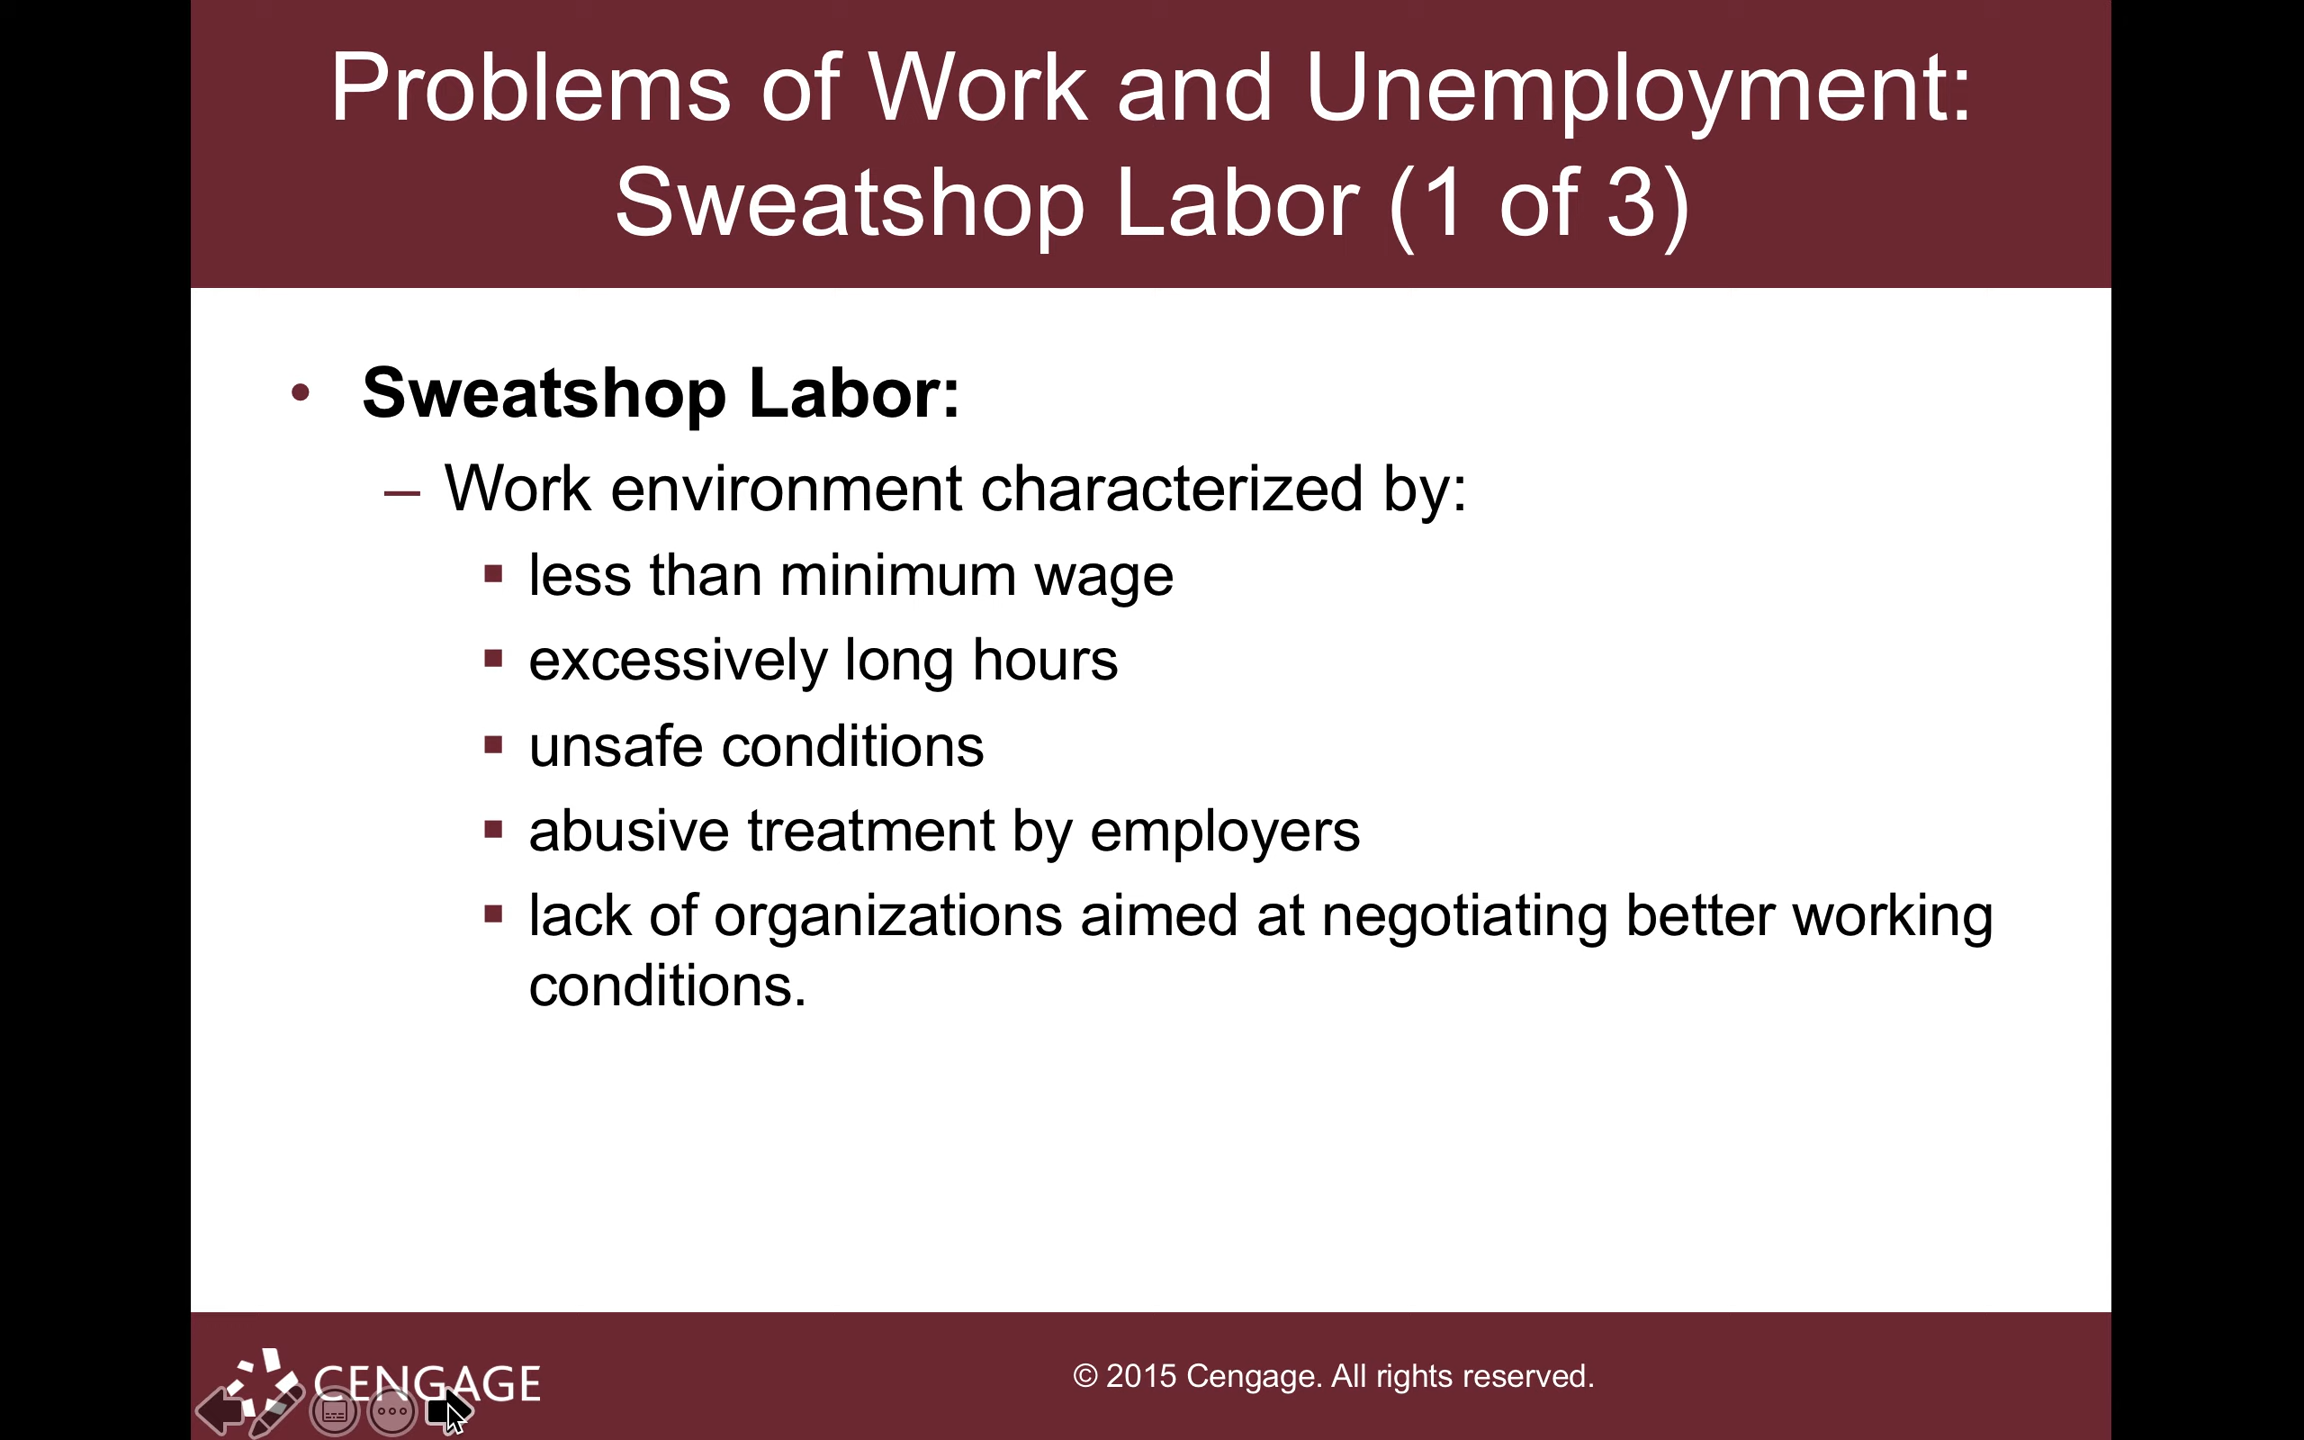 Problems of Work and Unemployment:
Sweatshop Labor (1 of 3)
• Sweatshop Labor:
– Work environment characterized by:
▪ less than minimum wage
▪ excessively long hours
▪ unsafe conditions
▪ abusive treatment by employers
▪ lack of organizations aimed at negotiating better working
conditions.
CENGAGE
© 2015 Cengage. All rights reserved.